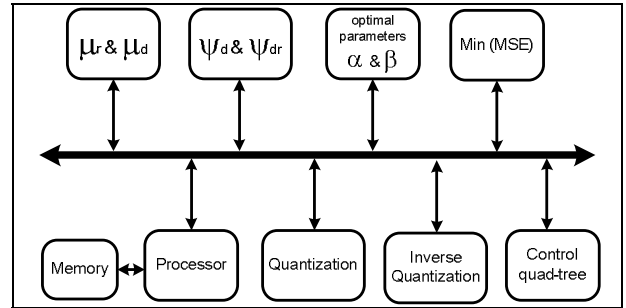 μr & μd
ψd & ψdr
optimal
parameters
α & β
Min (MSE)
Memory
Processor
Quantization
Inverse
Quantization
Control
quad-tree